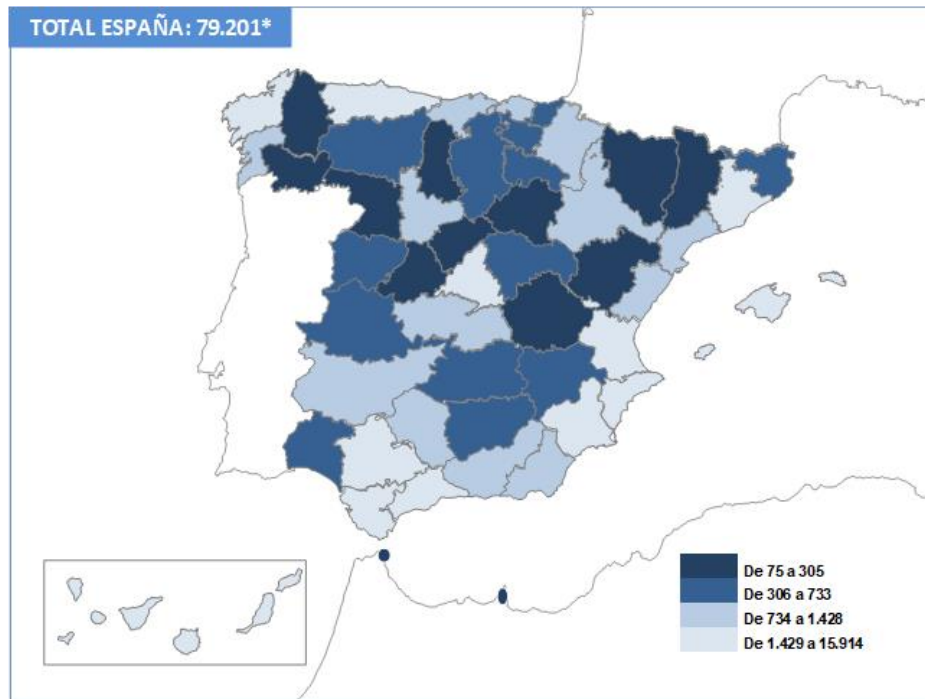 TOTAL ESPAÑA: 79.201*
De 75 a 305
De 306 a 733
De 734 a 1.428
De 1.429 a 15.914